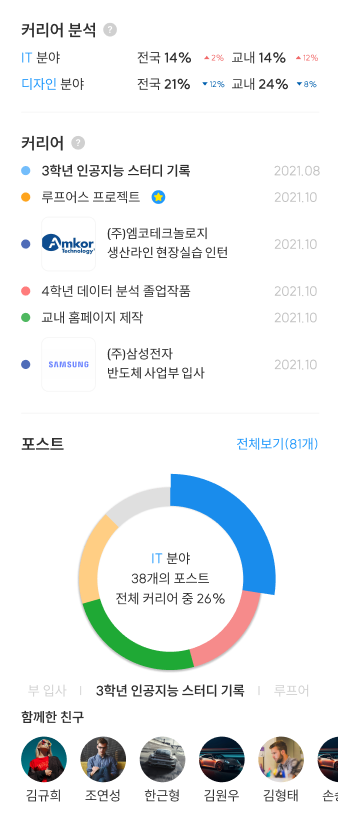 커리어 분석 ?
IT 분야 전국 14% ▲ 2% 교내 14% ▲ 12%
디자인 분야 전국 21% ▼ 12% 교내 24% ▼ 8%
커리어 ?
3학년 인공지능 스터디 기록 2021.08
루프어스 프로젝트 2021.10
Amkor Technology
(주)엠코테크놀로지
생산라인 현장실습 인턴 2021.10
4학년 데이터 분석 졸업작품 2021.10
교내 홈페이지 제작 2021.10
SAMSUNG
(주)삼성전자
반도체 사업부 입사 2021.10
포스트 전체보기(81개)
IT 분야
38개의 포스트
전체 커리어 중 26%
부 입사 | 3학년 인공지능 스터디 기록 | 루프어
함께한 친구
김규희 조연성 한근형 김원우 김형태 손승